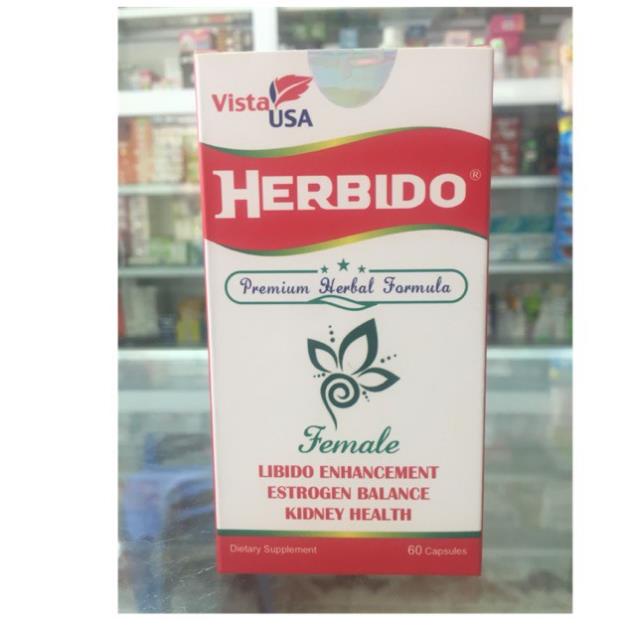 Vista
USA
HERBIDO®
Premium Herbal Formula
Female
LIBIDO ENHANCEMENT
ESTROGEN BALANCE
KIDNEY HEALTH
Dietary Supplement 60 Capsules